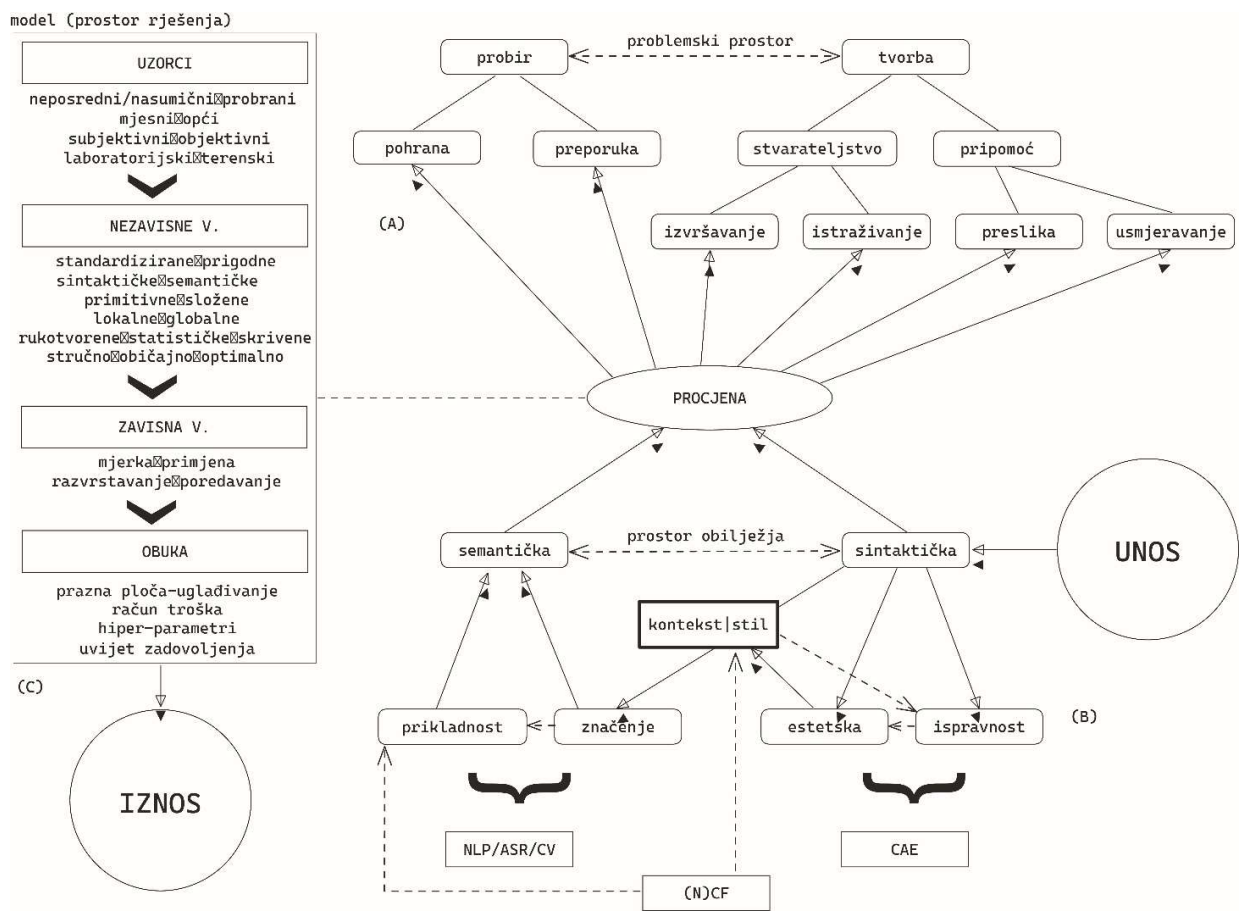 model (prostor rješenja)
UZORCI
neposredni/nasumični☒probrani
mjesni☒opći
subjektivni☒objektivni
laboratorijski☒terenski
NEZAVISNE V.
standardizirane☒prigodne
sintaktičke☒semantičke
primitivne☒složene
lokalne☒globalne
rukotvorene☒statističke☒skrivene
stručno☒običajno☒optimalno
ZAVISNA V.
mjerka☒primjena
razvrstavanje☒poredavanje
OBUKA
prazna ploča-uglađivanje
račun troška
hiper-parametri
uvijet zadovoljenja
(C)
IZNOS
problemski prostor
probir
tvorba
pohrana
preporuka
stvarateljstvo
pripomoć
(A)
izvršavanje
istraživanje
preslika
usmjeravanje
PROCJENA
prostor obilježja
semantička
sintaktička
UNOS
kontekst|stil
prikladnost
značenje
estetska
ispravnost
(B)
NLP/ASR/CV
CAE
(N)CF